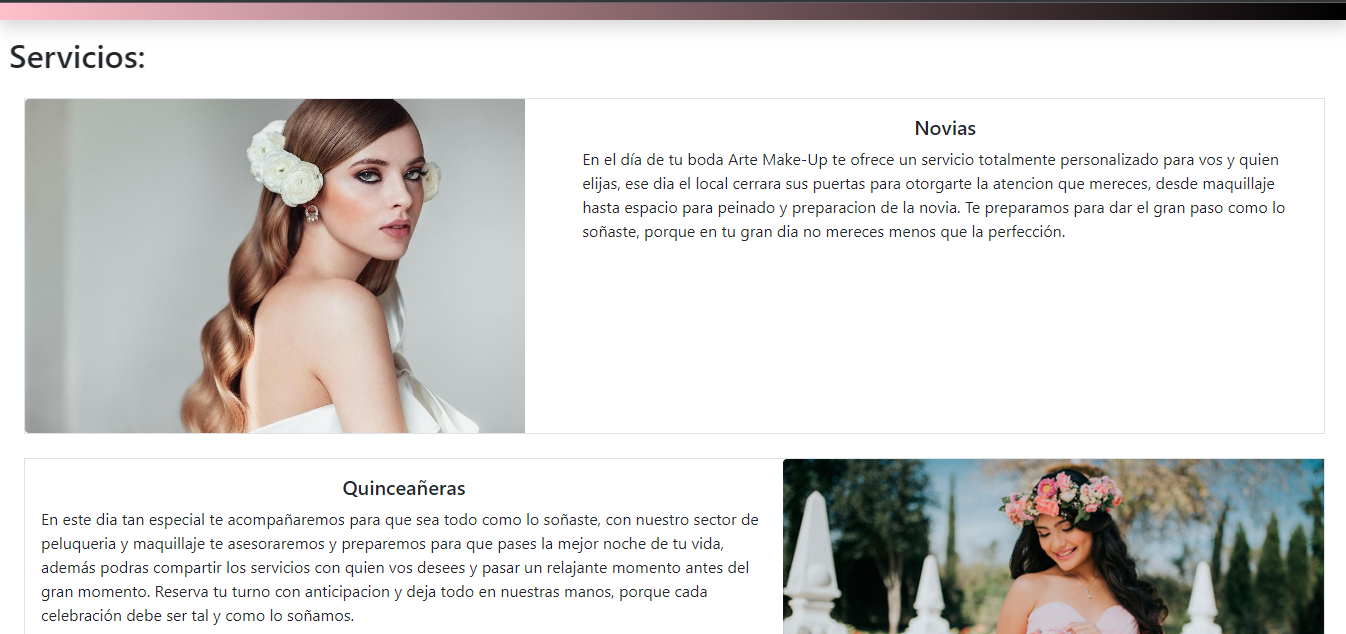 Servicios:
Novias
En el día de tu boda Arte Make-Up te ofrece un servicio totalmente personalizado para vos y quien
elijas, ese dia el local cerrara sus puertas para otorgarte la atencion que mereces, desde maquillaje
hasta espacio para peinado y preparacion de la novia. Te preparamos para dar el gran paso como lo
soñaste, porque en tu gran dia no mereces menos que la perfección.
Quinceañeras
En este dia tan especial te acompañaremos para que sea todo como lo soñaste, con nuestro sector de
peluqueria y maquillaje te asesoraremos y preparemos para que pases la mejor noche de tu vida,
además podras compartir los servicios con quien vos desees y pasar un relajante momento antes del
gran momento. Reserva tu turno con anticipacion y deja todo en nuestras manos, porque cada
celebración debe ser tal y como lo soñamos.